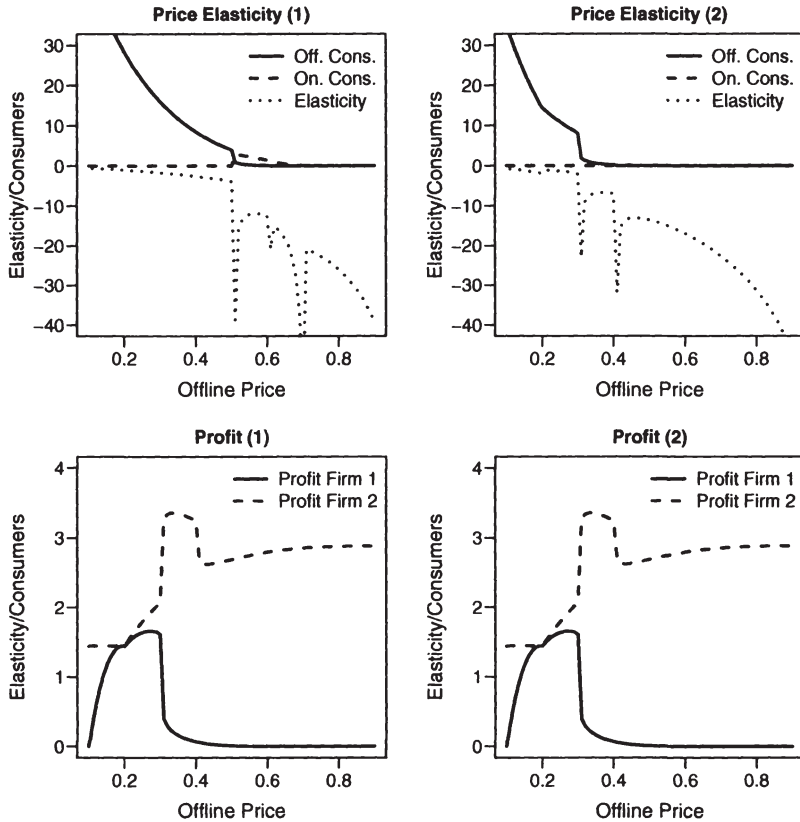 Price Elasticity (1)
Elasticity/Consumers
30
20
10
0
−10
−20
−30
−40
Off. Cons.
On. Cons.
Elasticity
0.2 0.4 0.6 0.8
Offline Price
Price Elasticity (2)
Elasticity/Consumers
30
20
10
0
−10
−20
−30
−40
Off. Cons.
On. Cons.
Elasticity
0.2 0.4 0.6 0.8
Offline Price
Profit (1)
Elasticity/Consumers
4
3
2
1
0
Profit Firm 1
Profit Firm 2
0.2 0.4 0.6 0.8
Offline Price
Profit (2)
Elasticity/Consumers
4
3
2
1
0
Profit Firm 1
Profit Firm 2
0.2 0.4 0.6 0.8
Offline Price